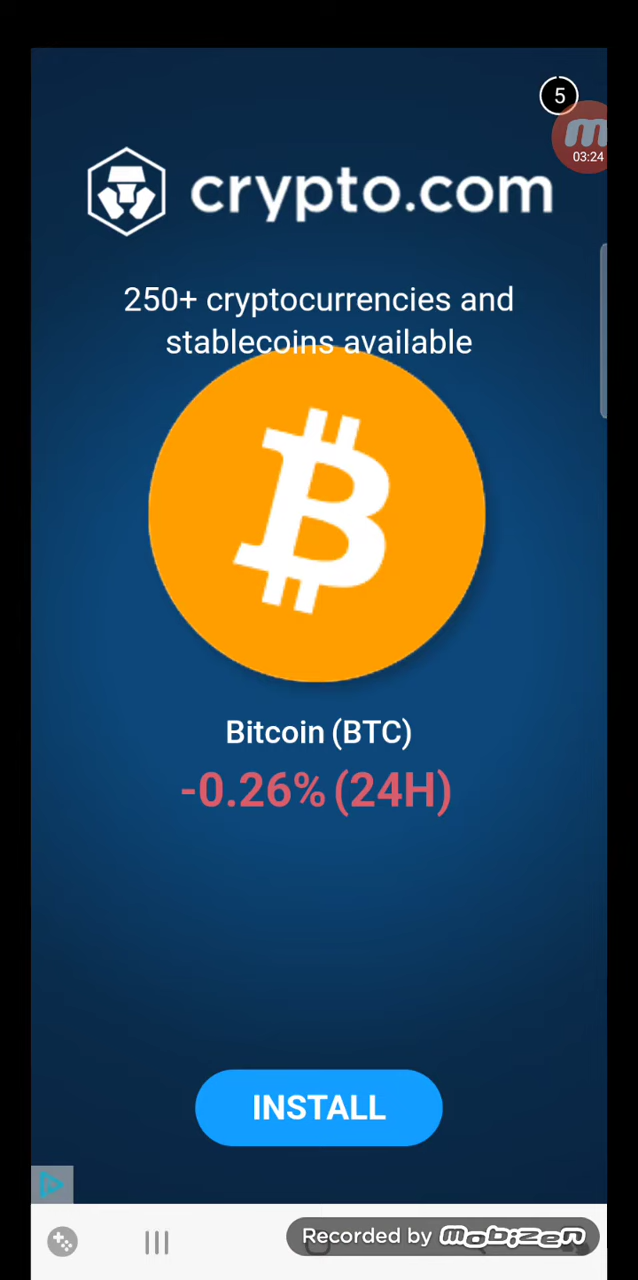 5
03:24
crypto.com
250+ cryptocurrencies and
stablecoins available
Bitcoin (BTC)
-0.26% (24H)
INSTALL
Recorded by mobizen